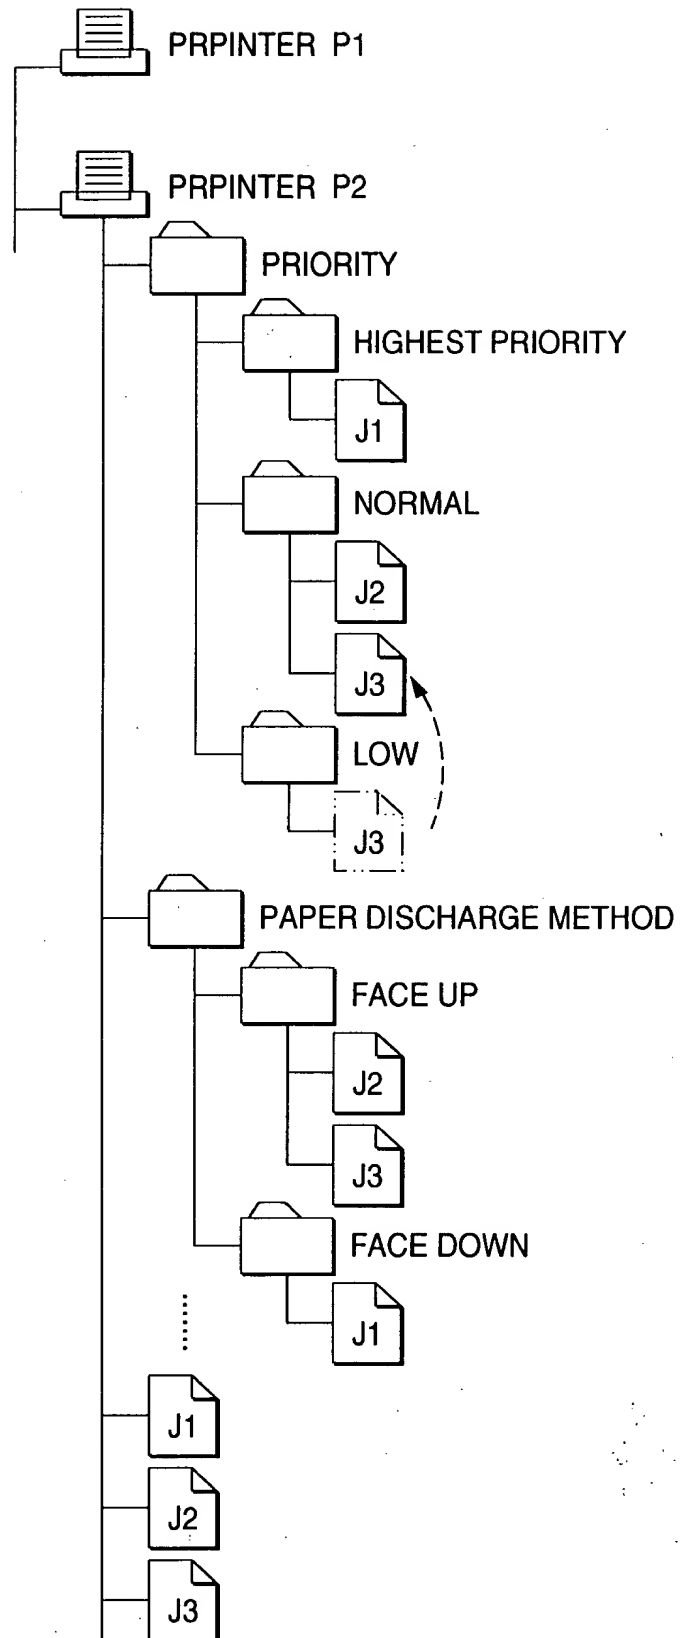 PRPINTER P1
PRPINTER P2
PRIORITY
HIGHEST PRIORITY
J1
NORMAL
J2
J3
LOW
J3
PAPER DISCHARGE METHOD
FACE UP
J2
J3
FACE DOWN
J1
J1
J2
J3